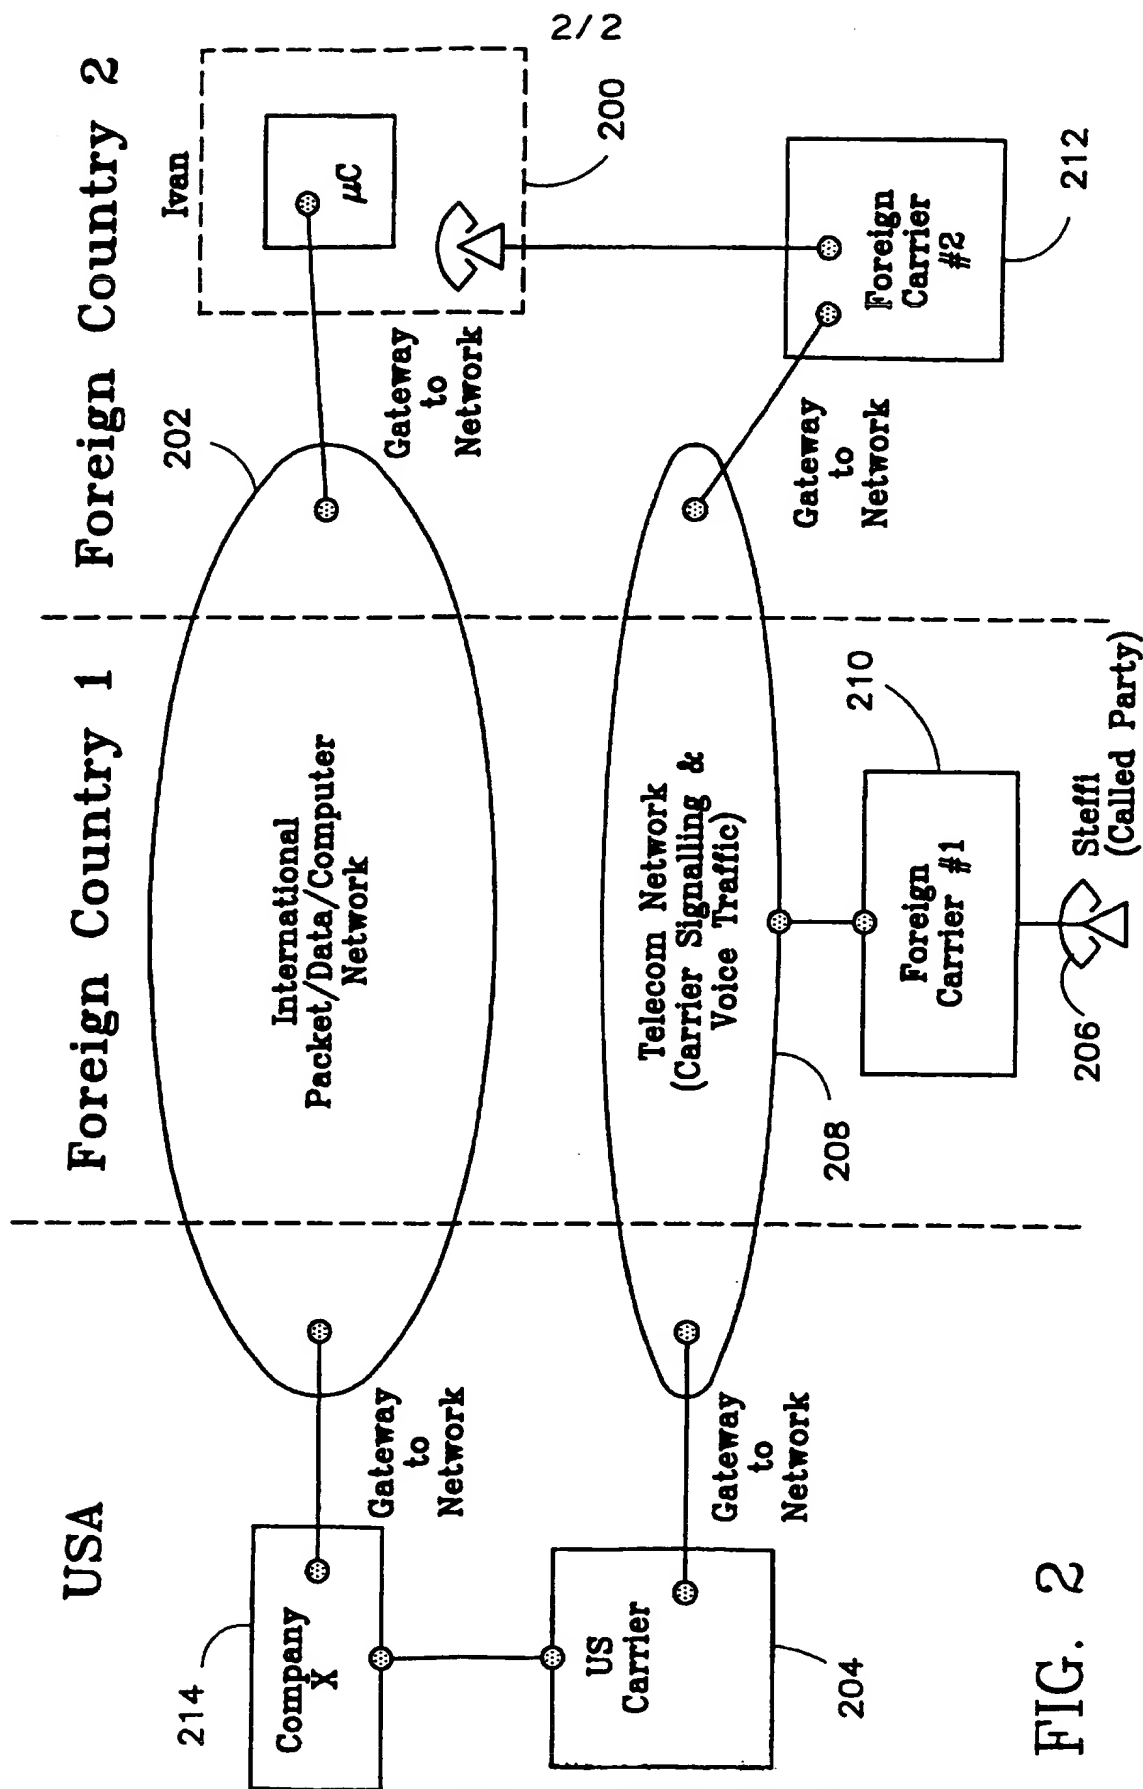 2/2
USA
Foreign Country 1
Foreign Country 2
214
Company
X
Gateway
to
Network
International
Packet/Data/Computer
Network
202
Ivan
μC
200
Gateway
to
Network
US
Carrier
204
Gateway
to
Network
Telecom Network
(Carrier Signalling &
Voice Traffic)
208
Gateway
to
Network
Foreign
Carrier
#2
212
Foreign
Carrier #1
210
206
Steffi
(Called Party)
FIG. 2